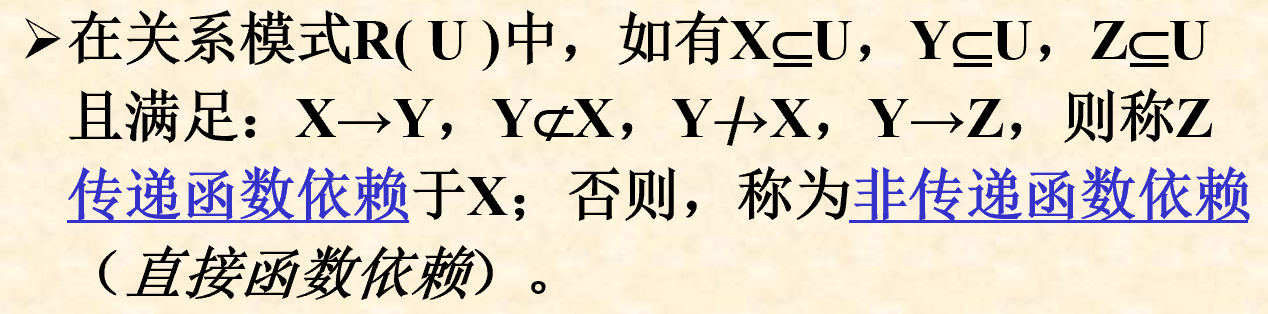 ➢在关系模式R( U )中，如有X⊆U，Y⊆U，Z⊆U
且满足：X→Y，Y⊄X，Y↛X，Y→Z，则称Z
传递函数依赖于X；否则，称为非传递函数依赖
（直接函数依赖）。